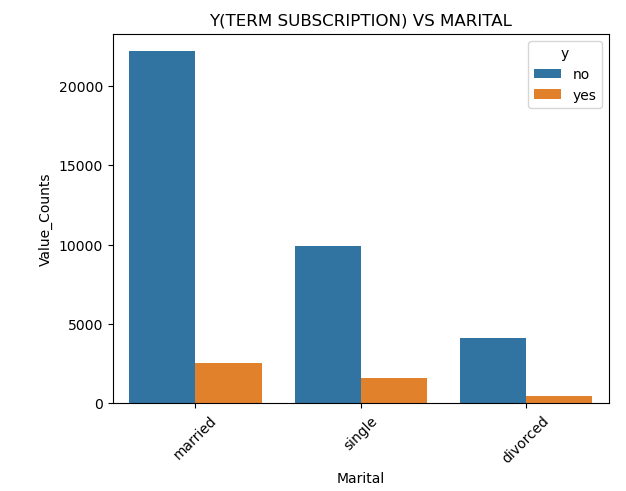 Y(TERM SUBSCRIPTION) VS MARITAL
y
no
yes
Value_Counts
20000
15000
10000
5000
0
married
single
divorced
Marital